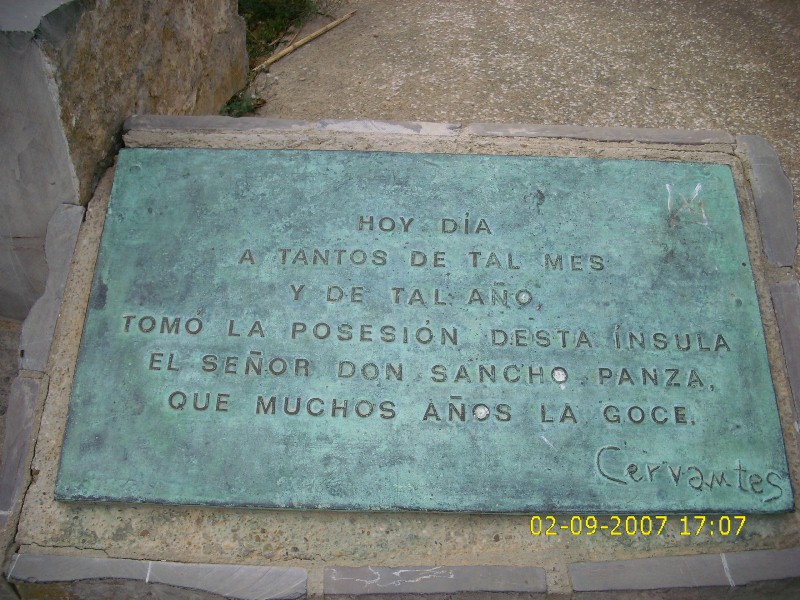 HOY DÍA
A TANTOS DE TAL MES
Y DE TAL AÑO,
TOMÓ LA POSESIÓN DESTA ÍNSULA
EL SEÑOR DON SANCHO PANZA,
QUE MUCHOS AÑOS LA GOCE.
Cervantes
02-09-2007 17:07